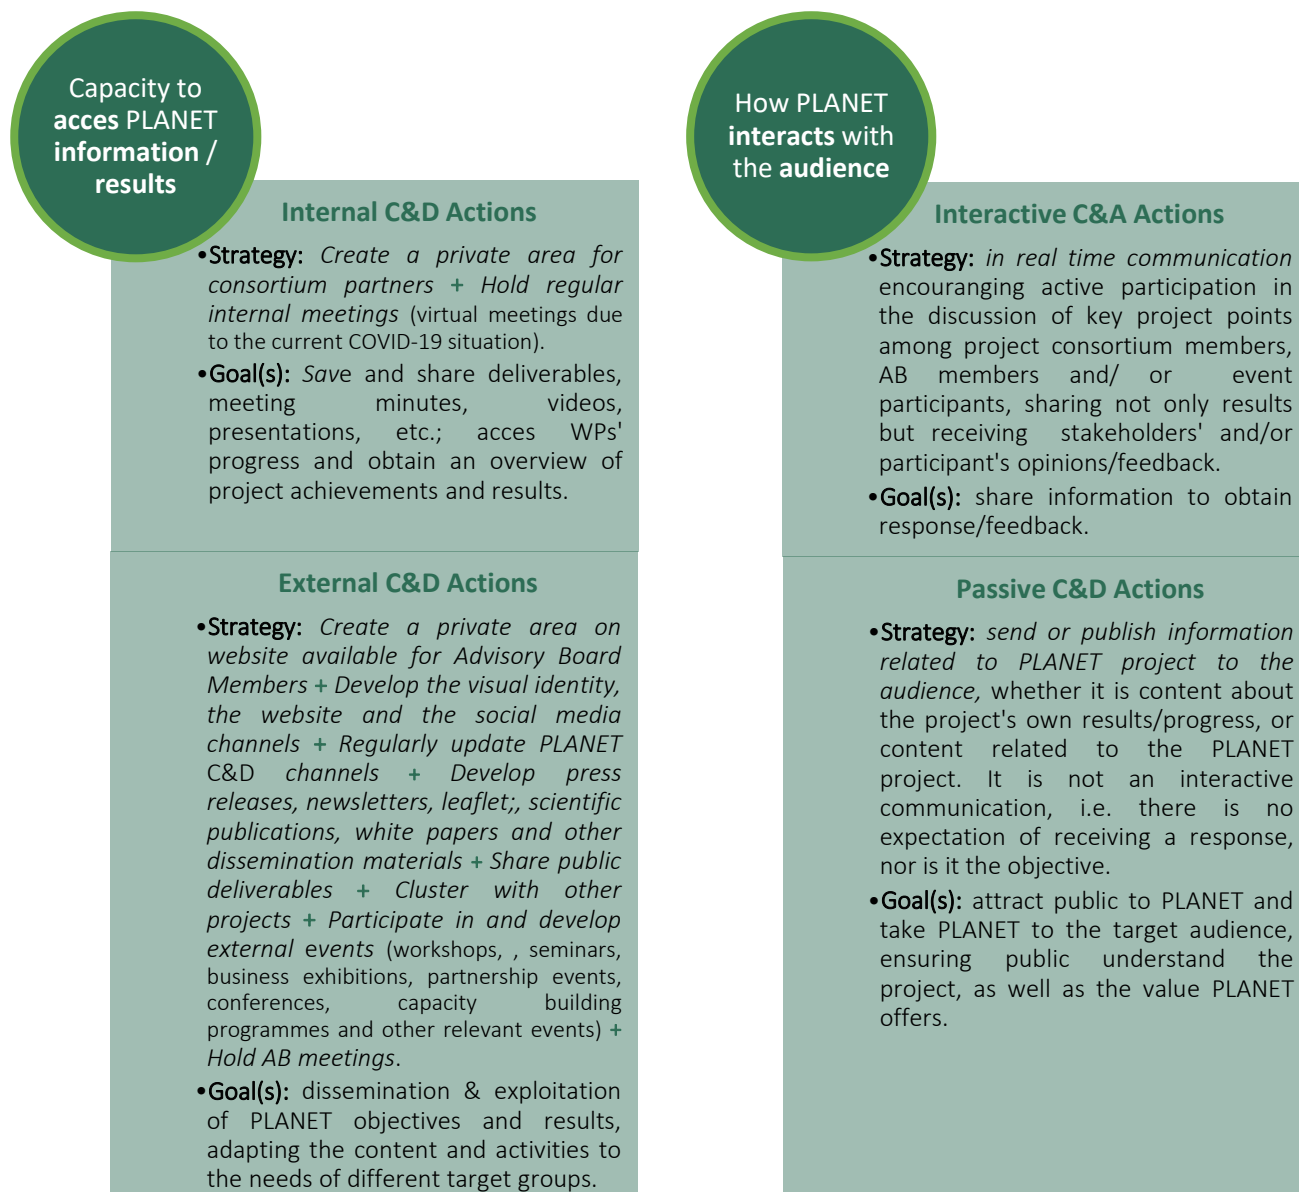 Capacity to
acces PLANET
information /
results
Internal C&D Actions
•Strategy: Create a private area for
consortium partners + Hold regular
internal meetings (virtual meetings due
to the current COVID-19 situation).
•Goal(s): Save and share deliverables,
meeting minutes, videos,
presentations, etc.; acces WPs'
progress and obtain an overview of
project achievements and results.
External C&D Actions
•Strategy: Create a private area on
website available for Advisory Board
Members + Develop the visual identity,
the website and the social media
channels + Regularly update PLANET
C&D channels + Develop press
releases, newsletters, leaflet;, scientific
publications, white papers and other
dissemination materials + Share public
deliverables + Cluster with other
projects + Participate in and develop
external events (workshops, , seminars,
business exhibitions, partnership events,
conferences, capacity building
programmes and other relevant events) +
Hold AB meetings.
•Goal(s): dissemination & exploitation
of PLANET objectives and results,
adapting the content and activities to
the needs of different target groups.
How PLANET
interacts with
the audience
Interactive C&A Actions
•Strategy: in real time communication
encouranging active participation in
the discussion of key project points
among project consortium members,
AB members and/ or event
participants, sharing not only results
but receiving stakeholders' and/or
participant's opinions/feedback.
•Goal(s): share information to obtain
response/feedback.
Passive C&D Actions
•Strategy: send or publish information
related to PLANET project to the
audience, whether it is content about
the project's own results/progress, or
content related to the PLANET
project. It is not an interactive
communication, i.e. there is no
expectation of receiving a response,
nor is it the objective.
•Goal(s): attract public to PLANET and
take PLANET to the target audience,
ensuring public understand the
project, as well as the value PLANET
offers.